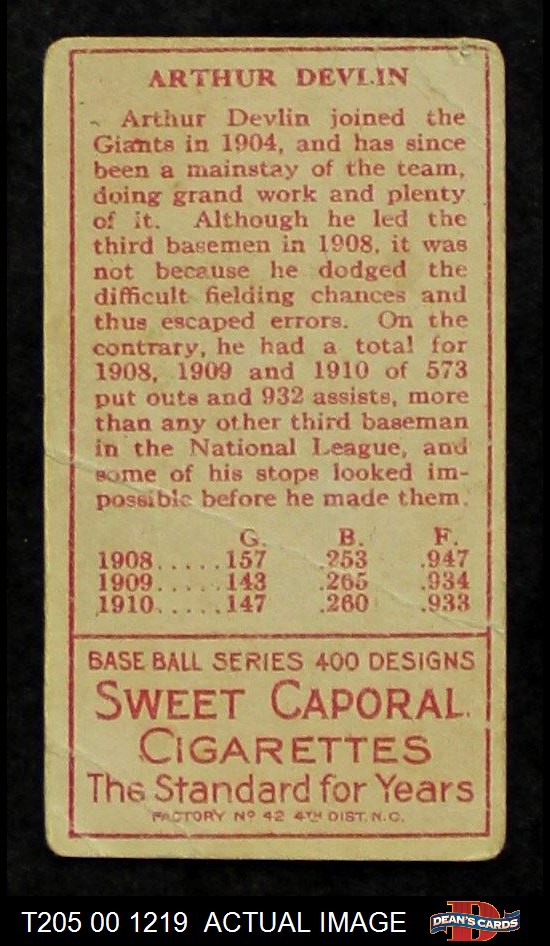 ARTHUR DEVLIN
Arthur Devlin joined the
Giants in 1904, and has since
been a mainstay of the team,
doing grand work and plenty
of it. Although he led the
third basemen in 1908, it was
not because he dodged the
difficult fielding chances and
thus escaped errors. On the
contrary, he had a total for
1908, 1909 and 1910 of 573
put outs and 932 assists, more
than any other third baseman
in the National League, and
some of his stops looked im-
possible before he made them.
G. B. F.
1908.....157 .253 .947
1909.....143 .265 .934
1910.....147 .260 .933
BASE BALL SERIES 400 DESIGNS
SWEET CAPORAL
CIGARETTES
The Standard for Years
FACTORY Nº 42 4TH DIST. N.C.
T205 00 1219 ACTUAL IMAGE
D
DEAN'S CARDS